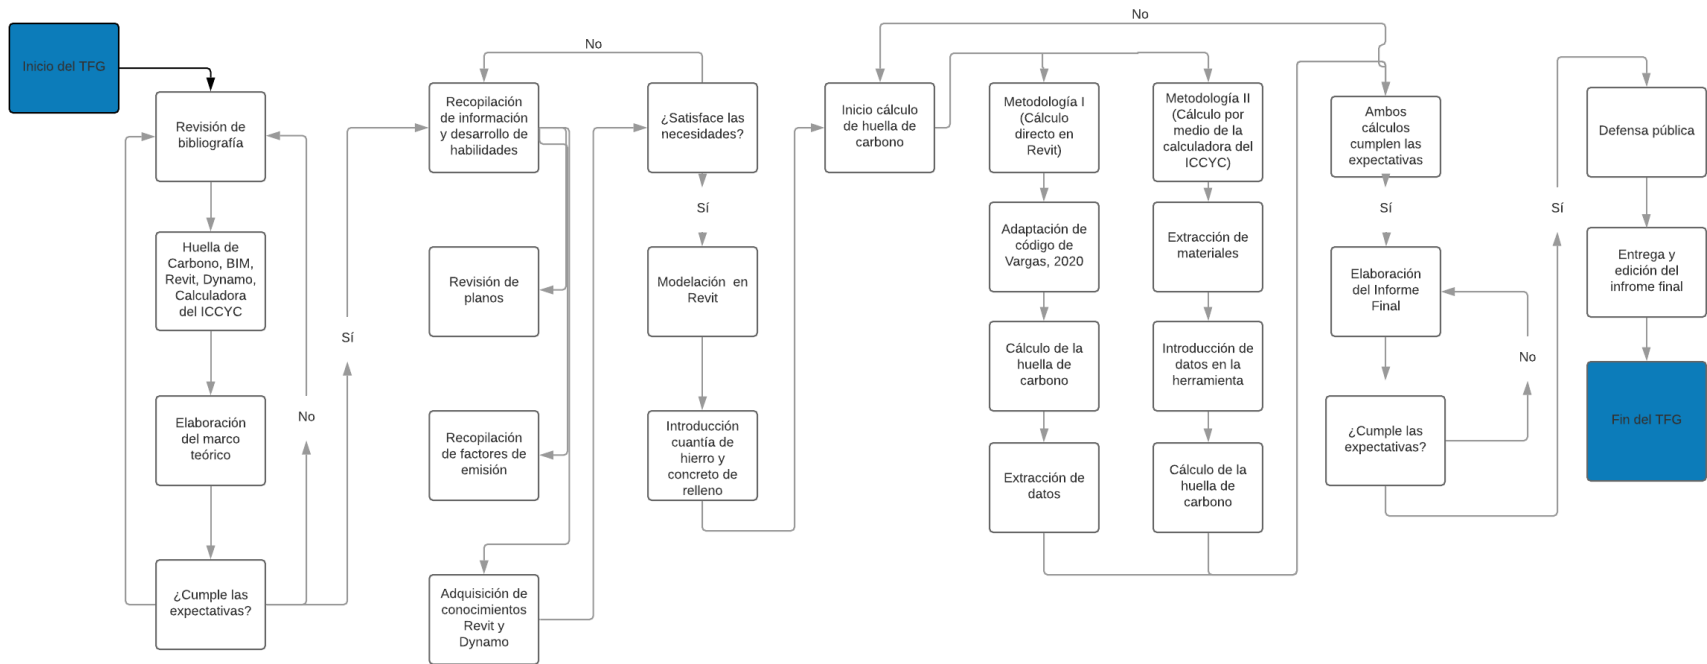 Inicio del TFG
Revisión de
bibliografía
Huella de
Carbono, BIM,
Revit, Dynamo,
Calculadora
del ICCYC
Elaboración
del marco
teórico
¿Cumple las
expectativas?
No
Sí
Recopilación
de información
y desarrollo de
habilidades
Revisión de
planos
Recopilación
de factores de
emisión
Adquisición de
conocimientos
Revit y
Dynamo
No
¿Satisface las
necesidades?
Sí
Modelación en
Revit
Introducción
cuantía de
hierro y
concreto de
relleno
Inicio cálculo
de huella de
carbono
Metodología I
(Cálculo
directo en
Revit)
Adaptación de
código de
Vargas, 2020
Cálculo de la
huella de
carbono
Extracción de
datos
Metodología II
(Cálculo por
medio de la
calculadora del
ICCYC)
Extracción de
materiales
Introducción de
datos en la
herramienta
Cálculo de la
huella de
carbono
No
Ambos
cálculos
cumplen las
expectativas
Sí
Elaboración
del Informe
Final
¿Cumple las
expectativas?
No
Sí
Defensa pública
Entrega y
edición del
infrome final
Fin del TFG